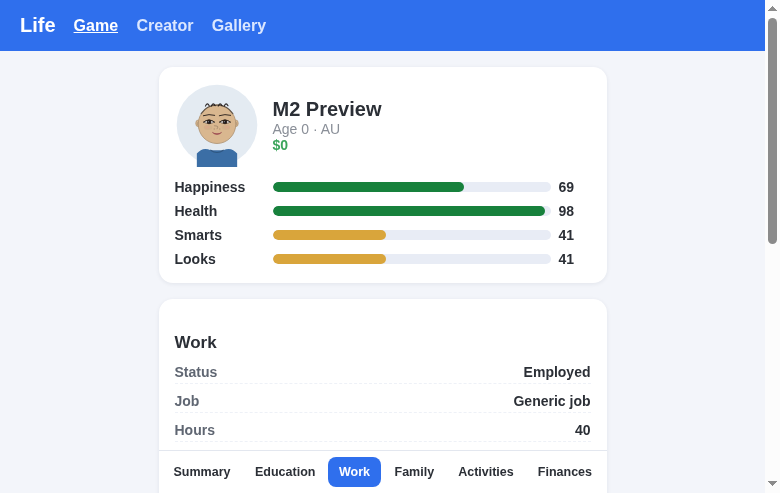 Life Game Creator Gallery
M2 Preview
Age 0 · AU
$0
Happiness 69
Health 98
Smarts 41
Looks 41
Work
Status Employed
Job Generic job
Hours 40
Summary Education Work Family Activities Finances